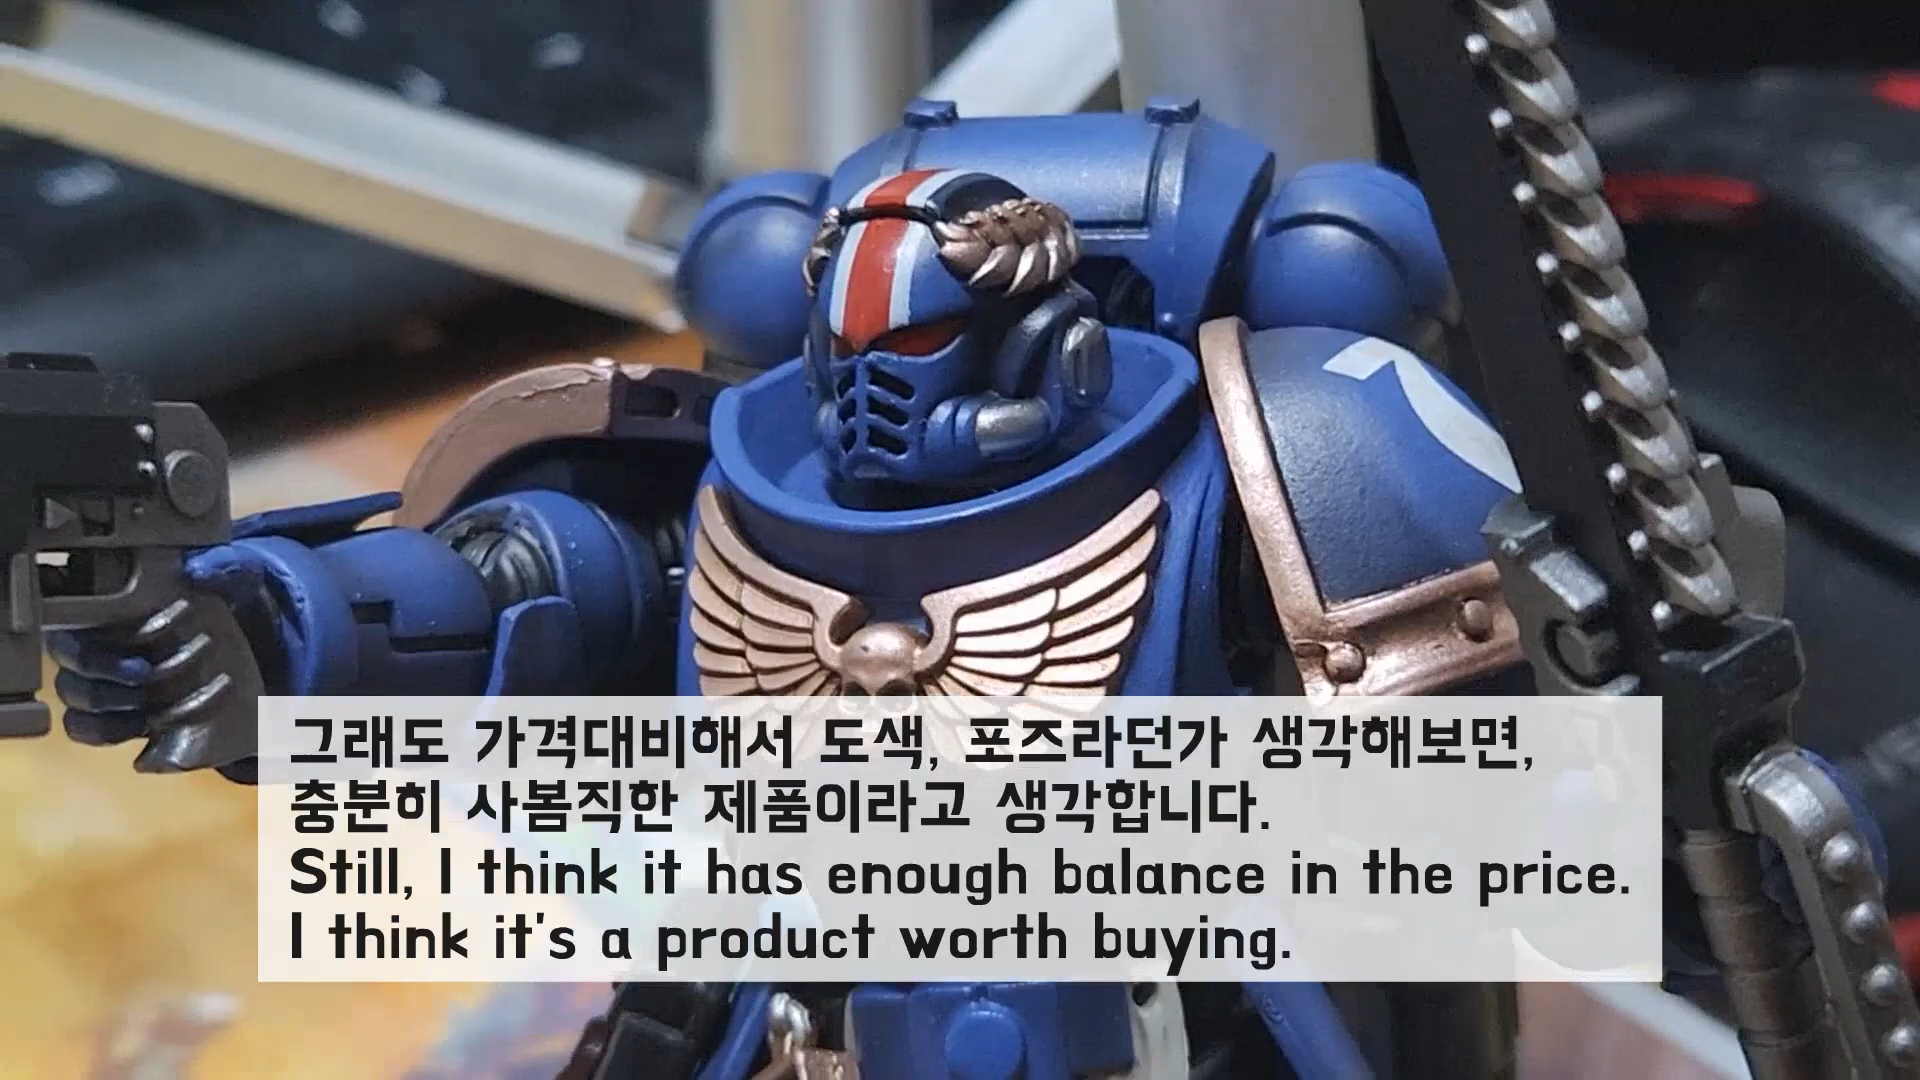 그래도 가격대비해서 도색, 포즈라던가 생각해보면,
충분히 사봄직한 제품이라고 생각합니다.
Still, I think it has enough balance in the price.
I think it's a product worth buying.